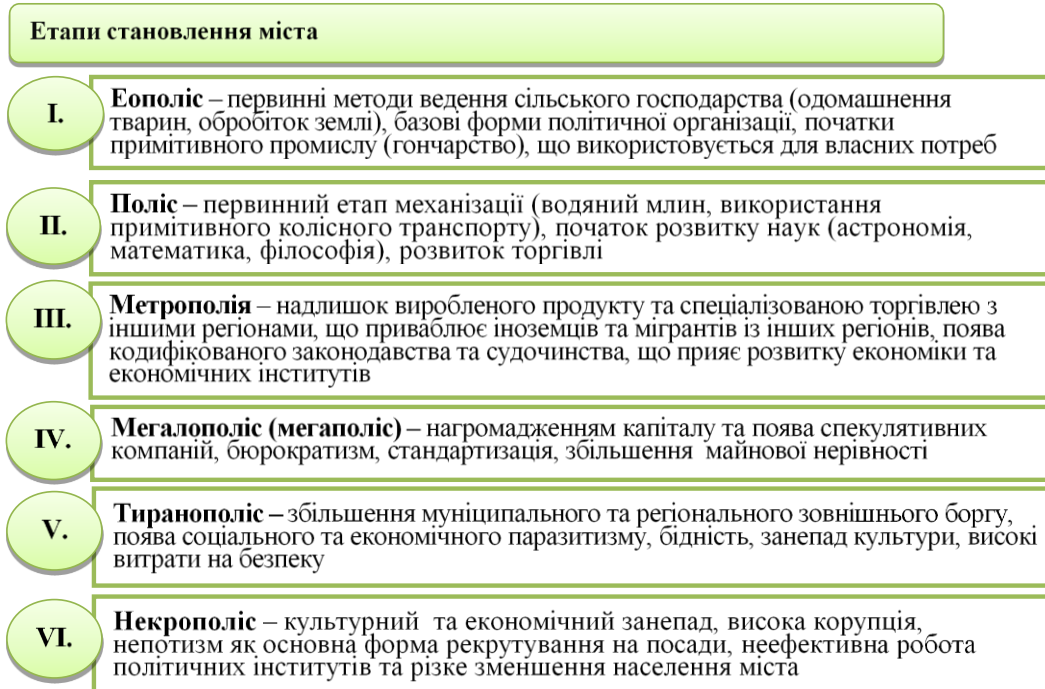 Етапи становлення міста
I.
Еополіс – первинні методи ведення сільського господарства (одомашнення
тварин, обробіток землі), базові форми політичної організації, початки
примітивного промислу (гончарство), що використовується для власних потреб
II.
Поліс – первинний етап механізації (водяний млин, використання
примітивного колісного транспорту), початок розвитку наук (астрономія,
математика, філософія), розвиток торгівлі
III.
Метрополія – надлишок виробленого продукту та спеціалізованою торгівлею з
іншими регіонами, що приваблює іноземців та мігрантів із інших регіонів, поява
кодифікованого законодавства та судочинства, що прияє розвитку економіки та
економічних інститутів
IV.
Мегалополіс (мегаполіс) – нагромадженням капіталу та поява спекулятивних
компаній, бюрократизм, стандартизація, збільшення майнової нерівності
V.
Тиранополіс – збільшення муніципального та регіонального зовнішнього боргу,
поява соціального та економічного паразитизму, бідність, занепад культури, високі
витрати на безпеку
VI.
Некрополіс – культурний та економічний занепад, висока корупція,
непотизм як основна форма рекрутування на посади, неефективна робота
політичних інститутів та різке зменшення населення міста